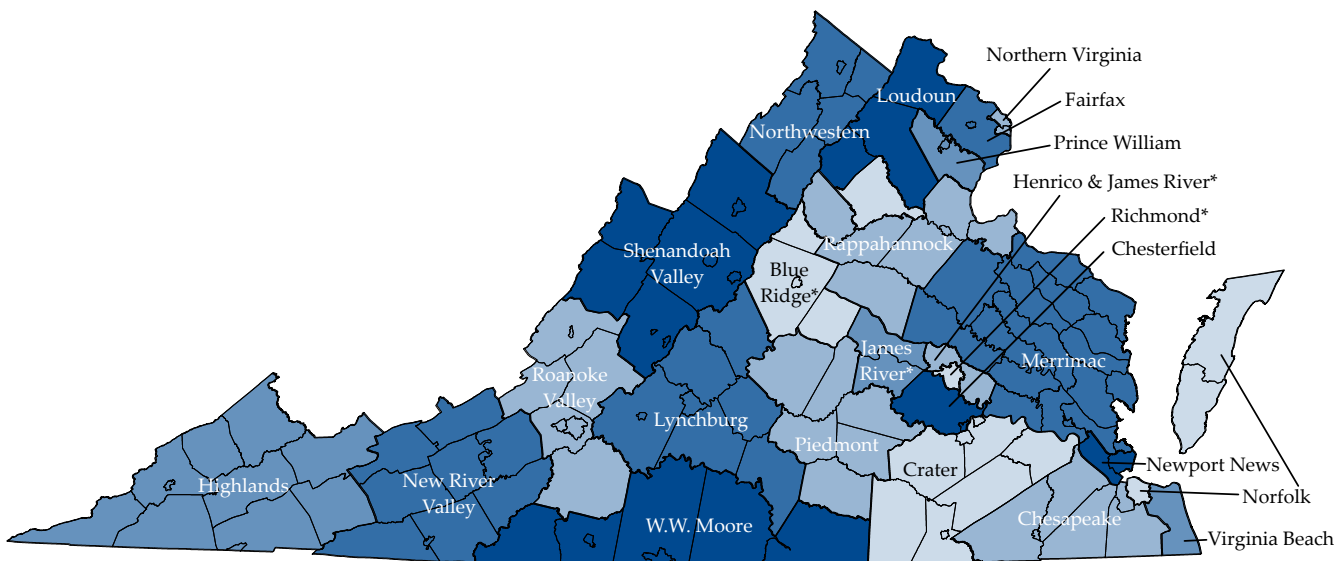 Northern Virginia
Loudoun
Fairfax
Northwestern
Prince William
Henrico & James River*
Richmond*
Rappahannock
Chesterfield
Shenandoah
Valley
Blue
Ridge*
James
River*
Merrimac
Roanoke
Valley
Lynchburg
Piedmont
Crater
Newport News
New River
Valley
Highlands
Norfolk
W.W. Moore
Chesapeake
Virginia Beach